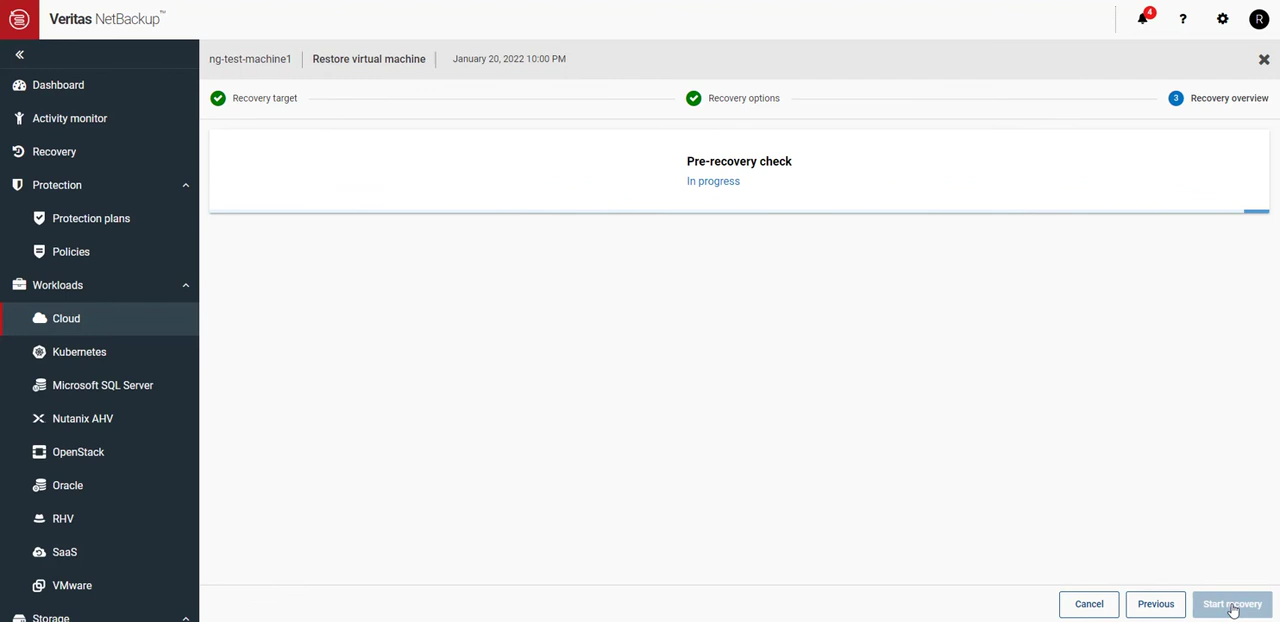 Veritas NetBackup™
4
?
R
«
ng-test-machine1
Restore virtual machine
January 20, 2022 10:00 PM
Dashboard
Activity monitor
Recovery
Protection
Protection plans
Policies
Workloads
Cloud
Kubernetes
Microsoft SQL Server
Nutanix AHV
OpenStack
Oracle
RHV
SaaS
VMware
Storage
Recovery target
Recovery options
3 Recovery overview
Pre-recovery check
In progress
Cancel
Previous
Start recovery